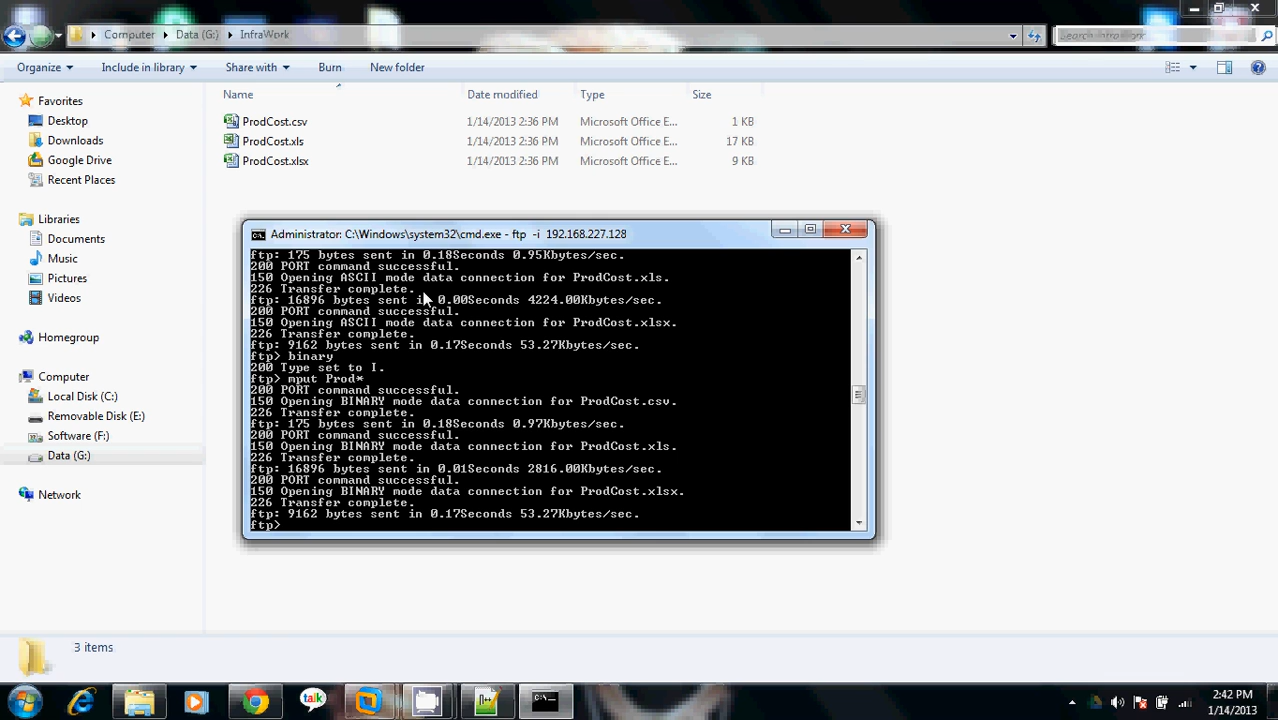 Computer Data (G:) InfraWork
Organize Include in library Share with Burn New folder
Name Date modified Type Size
ProdCost.csv 1/14/2013 2:36 PM Microsoft Office E... 1 KB
ProdCost.xls 1/14/2013 2:36 PM Microsoft Office E... 17 KB
ProdCost.xlsx 1/14/2013 2:36 PM Microsoft Office E... 9 KB
Favorites
Desktop
Downloads
Google Drive
Recent Places
Libraries
Documents
Music
Pictures
Videos
Homegroup
Computer
Local Disk (C:)
Removable Disk (E:)
Software (F:)
Data (G:)
Network
Administrator: C:\Windows\system32\cmd.exe - ftp -i 192.168.227.128
ftp: 175 bytes sent in 0.18Seconds 0.95Kbytes/sec.
200 PORT command successful.
150 Opening ASCII mode data connection for ProdCost.xls.
226 Transfer complete.
ftp: 16896 bytes sent in 0.00Seconds 4224.00Kbytes/sec.
200 PORT command successful.
150 Opening ASCII mode data connection for ProdCost.xlsx.
226 Transfer complete.
ftp: 9162 bytes sent in 0.17Seconds 53.27Kbytes/sec.
ftp> binary
200 Type set to I.
ftp> mput Prod*
200 PORT command successful.
150 Opening BINARY mode data connection for ProdCost.csv.
226 Transfer complete.
ftp: 175 bytes sent in 0.18Seconds 0.97Kbytes/sec.
200 PORT command successful.
150 Opening BINARY mode data connection for ProdCost.xls.
226 Transfer complete.
ftp: 16896 bytes sent in 0.01Seconds 2816.00Kbytes/sec.
200 PORT command successful.
150 Opening BINARY mode data connection for ProdCost.xlsx.
226 Transfer complete.
ftp: 9162 bytes sent in 0.17Seconds 53.27Kbytes/sec.
ftp>
3 items
talk
2:42 PM
1/14/2013